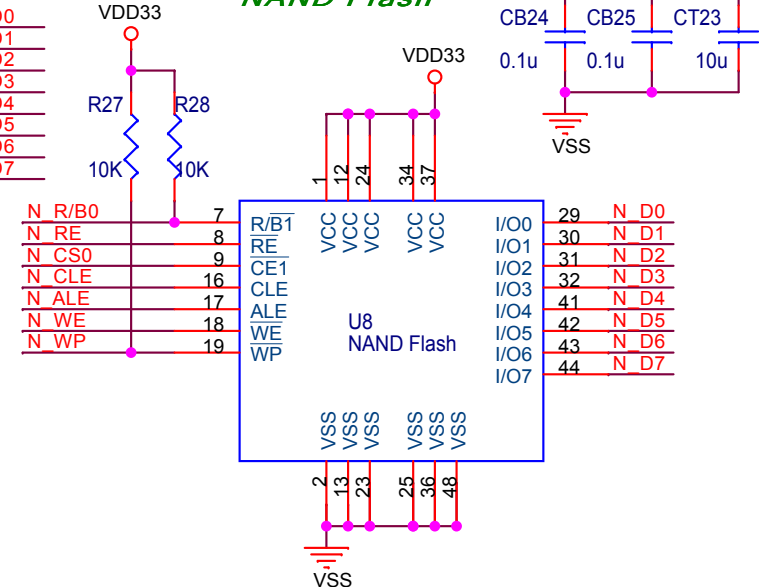 NAND Flash
VDD33
CB24 CB25 CT23
0.1u 0.1u 10u
VSS
VDD33
R27 R28
10K 10K
1 12 24 34 37
VCC VCC VCC VCC VCC
N_R/B0 7 R/B1
N_RE 8 RE
N_CS0 9 CE1
N_CLE 16 CLE
N_ALE 17 ALE
N_WE 18 WE
N_WP 19 WP
U8
NAND Flash
I/O0 29 N_D0
I/O1 30 N_D1
I/O2 31 N_D2
I/O3 32 N_D3
I/O4 41 N_D4
I/O5 42 N_D5
I/O6 43 N_D6
I/O7 44 N_D7
VSS VSS VSS VSS VSS VSS
2 13 23 25 36 48
VSS